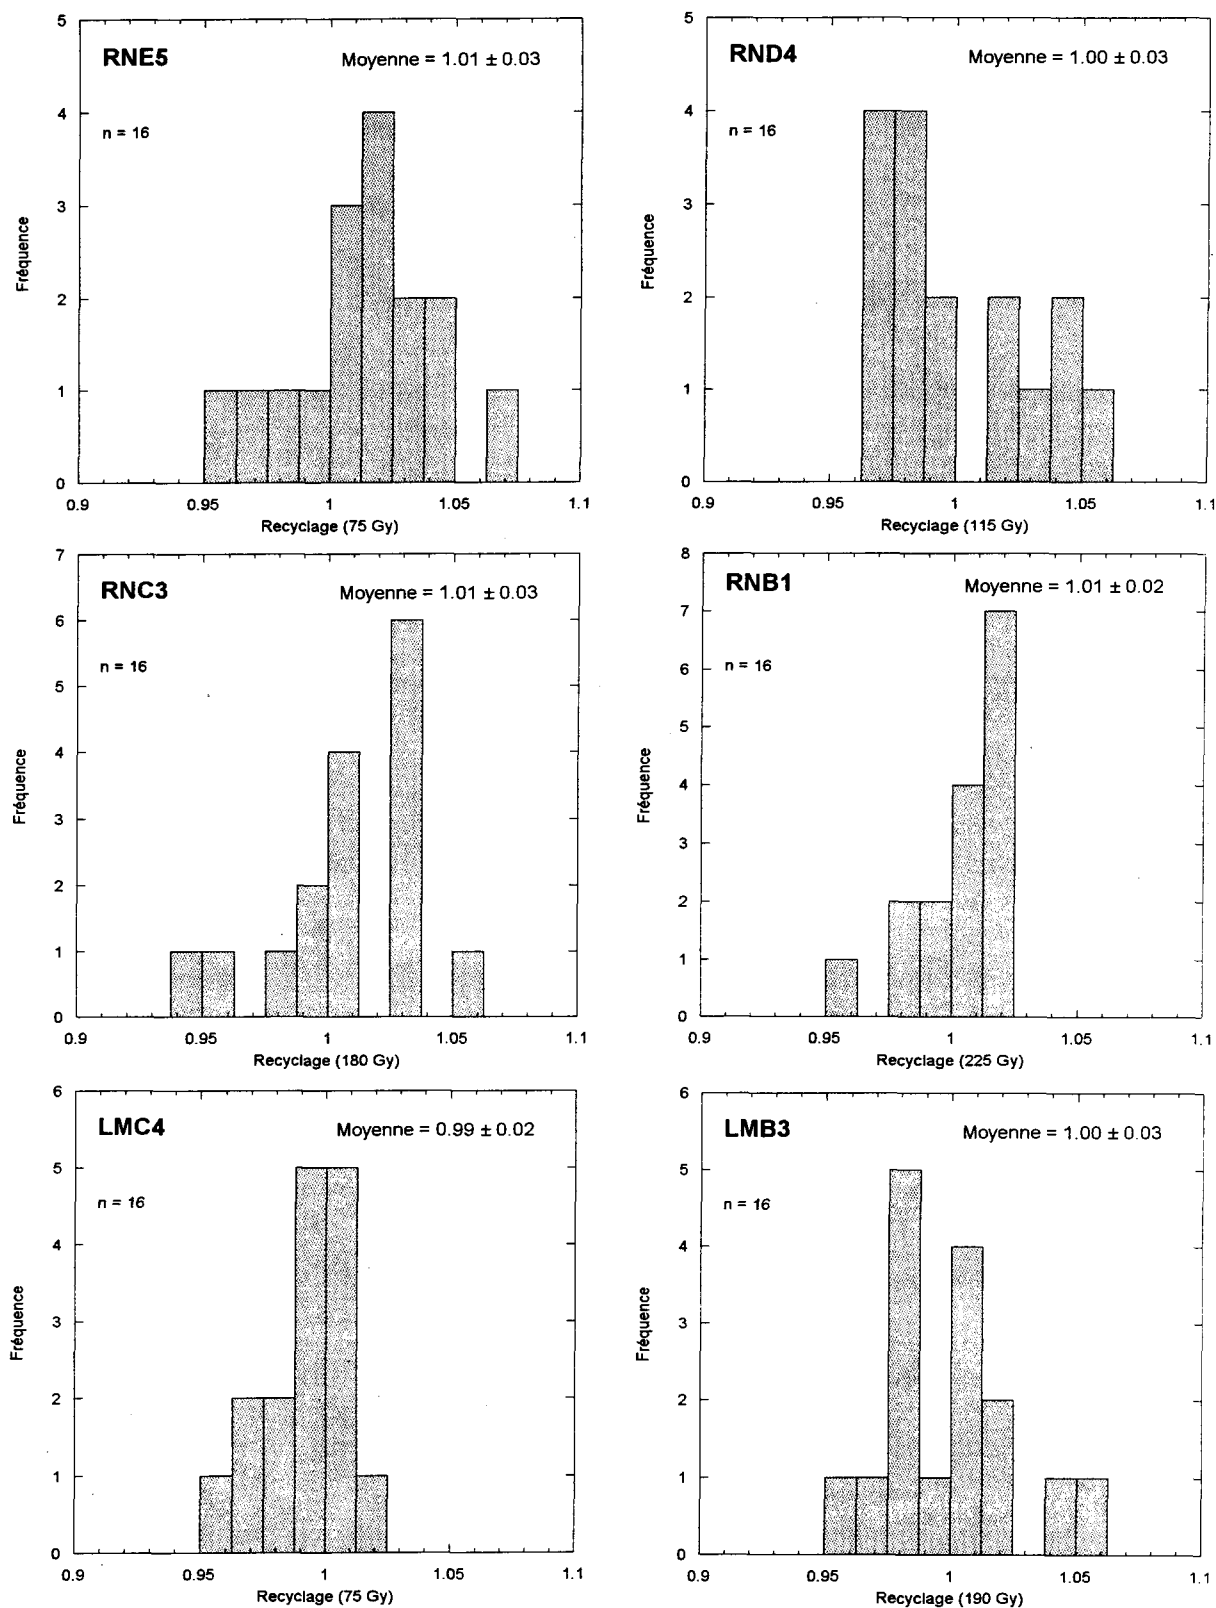 RNE5
Moyenne = 1.01 ± 0.03
n = 16
5
4
3
2
1
0
Fréquence
0.9 0.95 1 1.05 1.1
Recyclage (75 Gy)
RND4
Moyenne = 1.00 ± 0.03
n = 16
5
4
3
2
1
0
Fréquence
0.9 0.95 1 1.05 1.1
Recyclage (115 Gy)
RNC3
Moyenne = 1.01 ± 0.03
n = 16
7
6
5
4
3
2
1
0
Fréquence
0.9 0.95 1 1.05 1.1
Recyclage (180 Gy)
RNB1
Moyenne = 1.01 ± 0.02
n = 16
8
7
6
5
4
3
2
1
0
Fréquence
0.9 0.95 1 1.05 1.1
Recyclage (225 Gy)
LMC4
Moyenne = 0.99 ± 0.02
n = 16
6
5
4
3
2
1
0
Fréquence
0.9 0.95 1 1.05 1.1
Recyclage (75 Gy)
LMB3
Moyenne = 1.00 ± 0.03
n = 16
6
5
4
3
2
1
0
Fréquence
0.9 0.95 1 1.05 1.1
Recyclage (190 Gy)